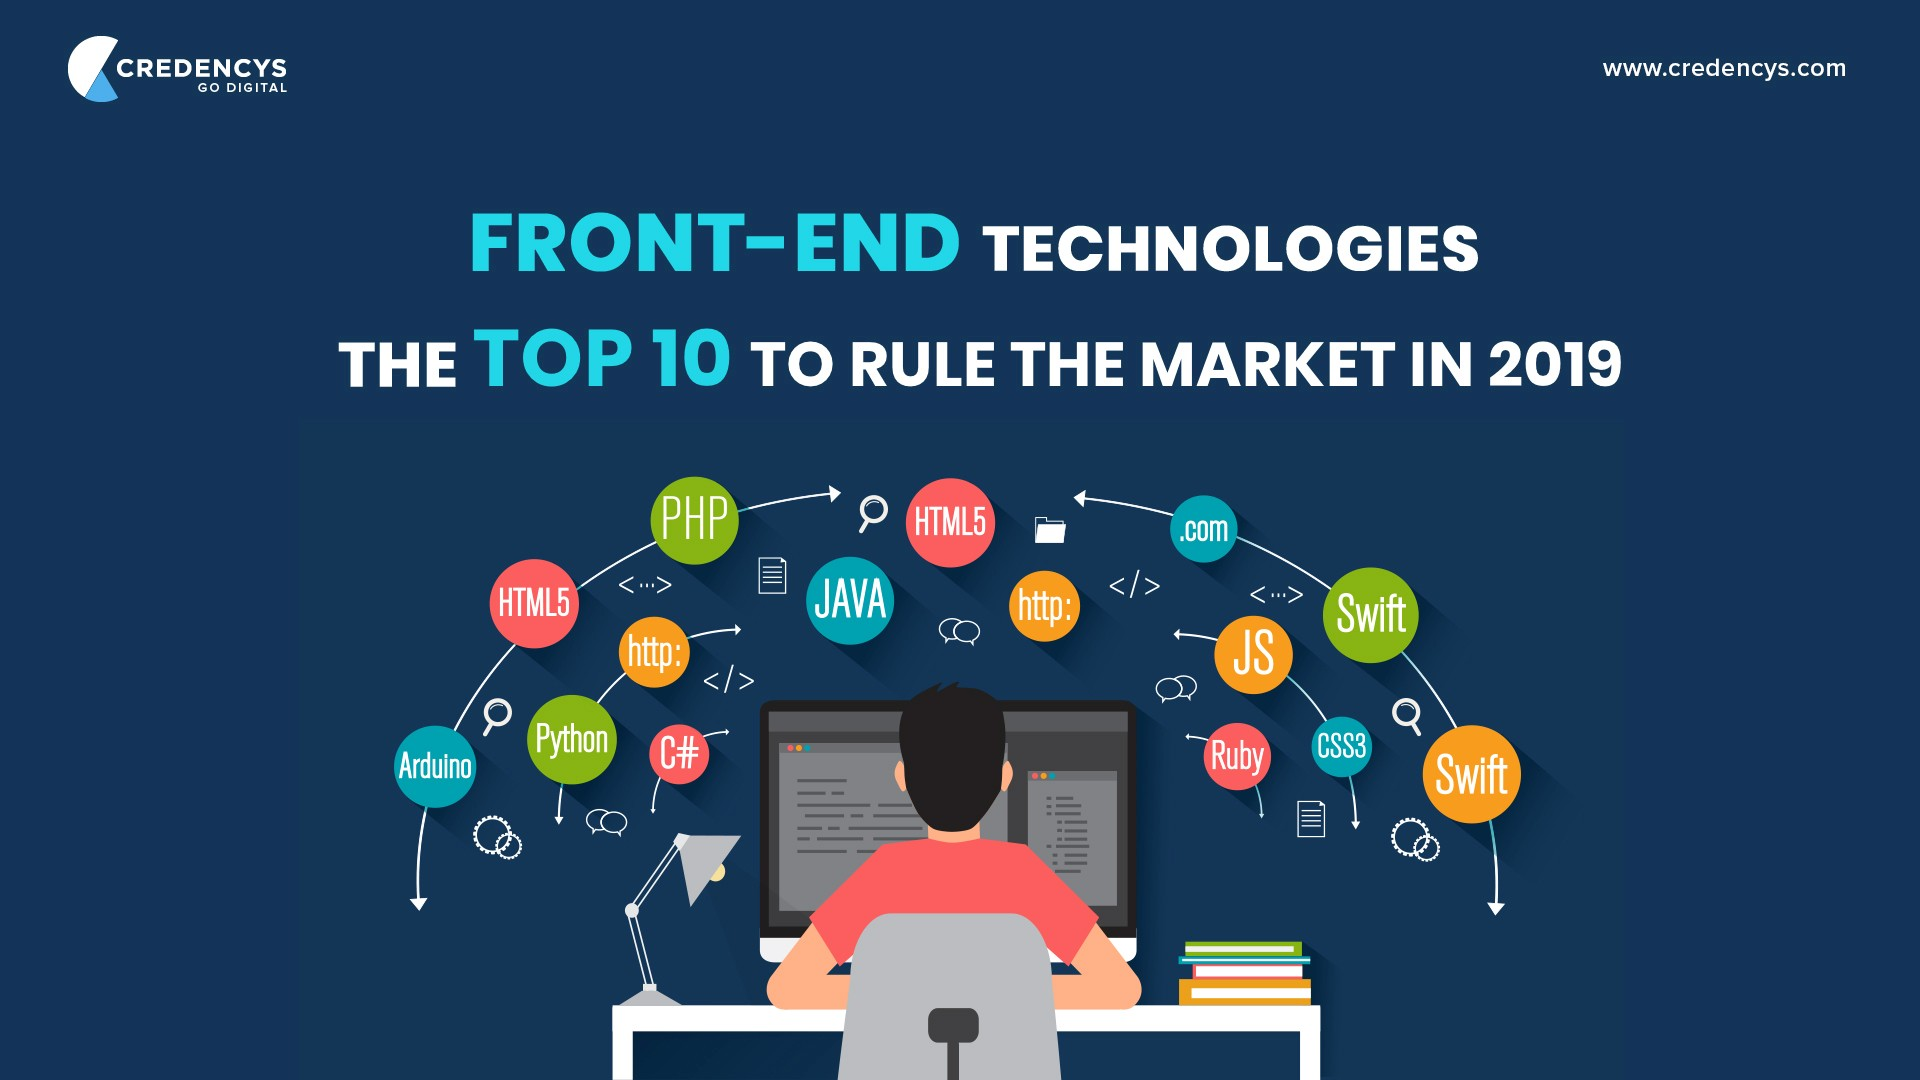 CREDENCYS
GO DIGITAL
www.credencys.com
FRONT-END TECHNOLOGIES
THE TOP 10 TO RULE THE MARKET IN 2019
PHP
HTML5
.com
HTML5
<···>
JAVA
http:
</>
<···>
Swift
http:
</>
JS
Arduino
Python
C#
Ruby
CSS3
Swift